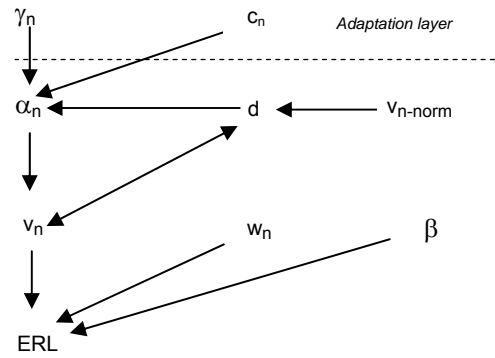 γn cn Adaptation layer
αn d vn-norm
vn wn β
ERL